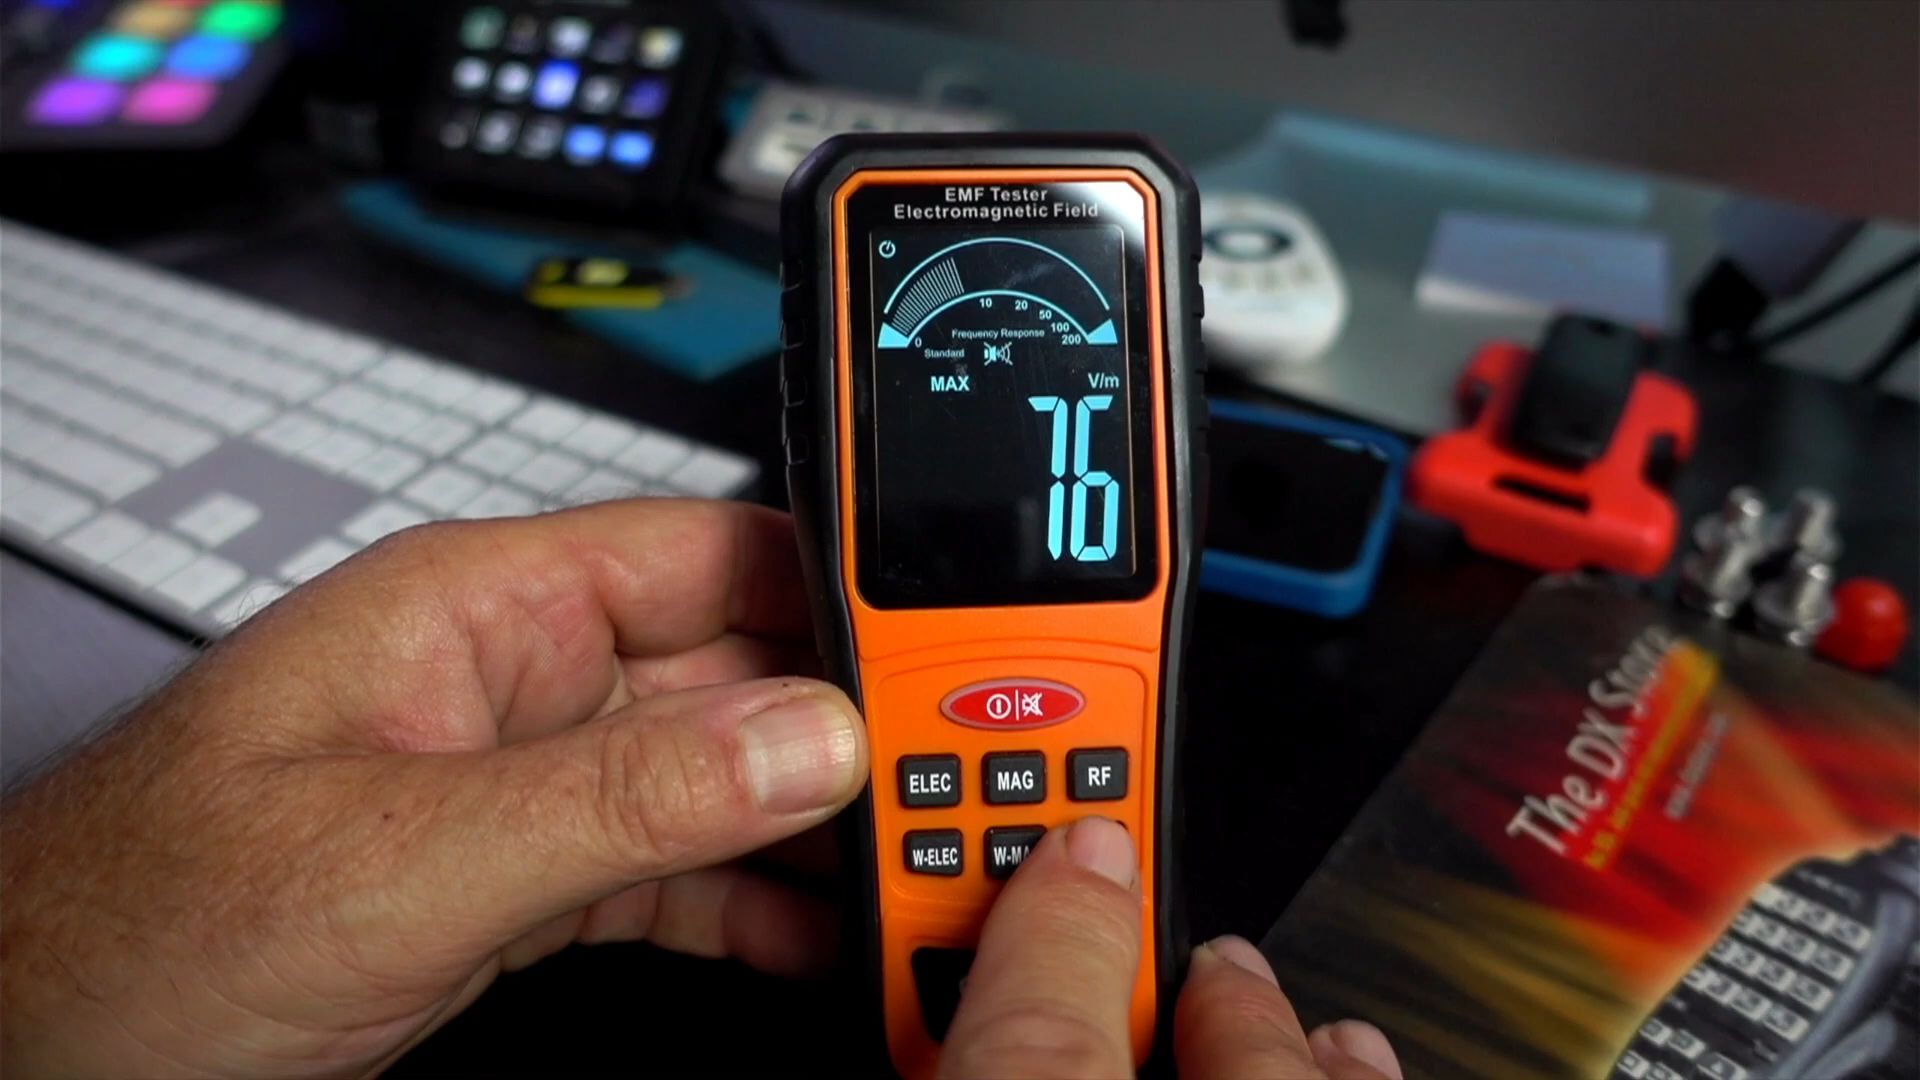 EMF Tester
Electromagnetic Field
10
20
50
100
200
0
Frequency Response
Standard
MAX
V/m
76
ELEC
MAG
RF
W-ELEC
The DX Store